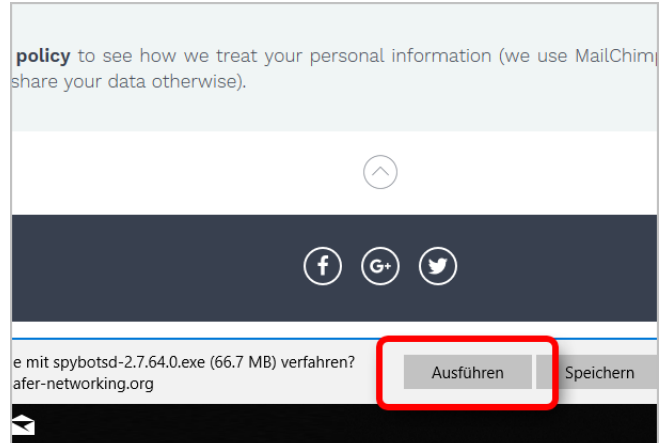 policy to see how we treat your personal information (we use MailChimp
share your data otherwise).
f G+
e mit spybotsd-2.7.64.0.exe (66.7 MB) verfahren?
afer-networking.org
Ausführen
Speichern